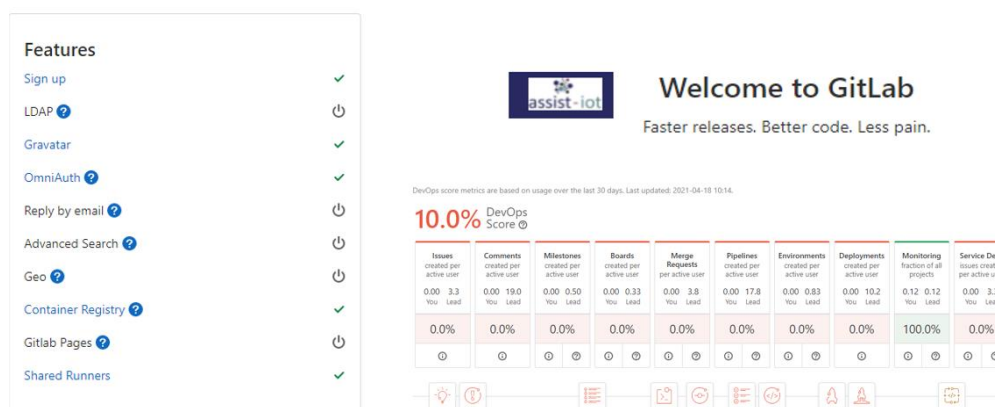 Features
Sign up
LDAP
Gravatar
OmniAuth
Reply by email
Advanced Search
Geo
Container Registry
Gitlab Pages
Shared Runners
assist-iot
Welcome to GitLab
Faster releases. Better code. Less pain.
DevOps score metrics are based on usage over the last 30 days. Last updated: 2021-04-18 10:14.
10.0% DevOps Score
Issues created per active user
0.00 3.3
You Lead
0.0%
Comments created per active user
0.00 19.0
You Lead
0.0%
Milestones created per active user
0.00 0.50
You Lead
0.0%
Boards created per active user
0.00 0.33
You Lead
0.0%
Merge Requests per active user
0.00 3.8
You Lead
0.0%
Pipelines created per active user
0.00 17.8
You Lead
0.0%
Environments created per active user
0.00 0.83
You Lead
0.0%
Deployments created per active user
0.00 10.2
You Lead
0.0%
Monitoring fraction of all projects
0.12 0.12
You Lead
100.0%
Service
issues
per active
0.00
You Lead
0.0%